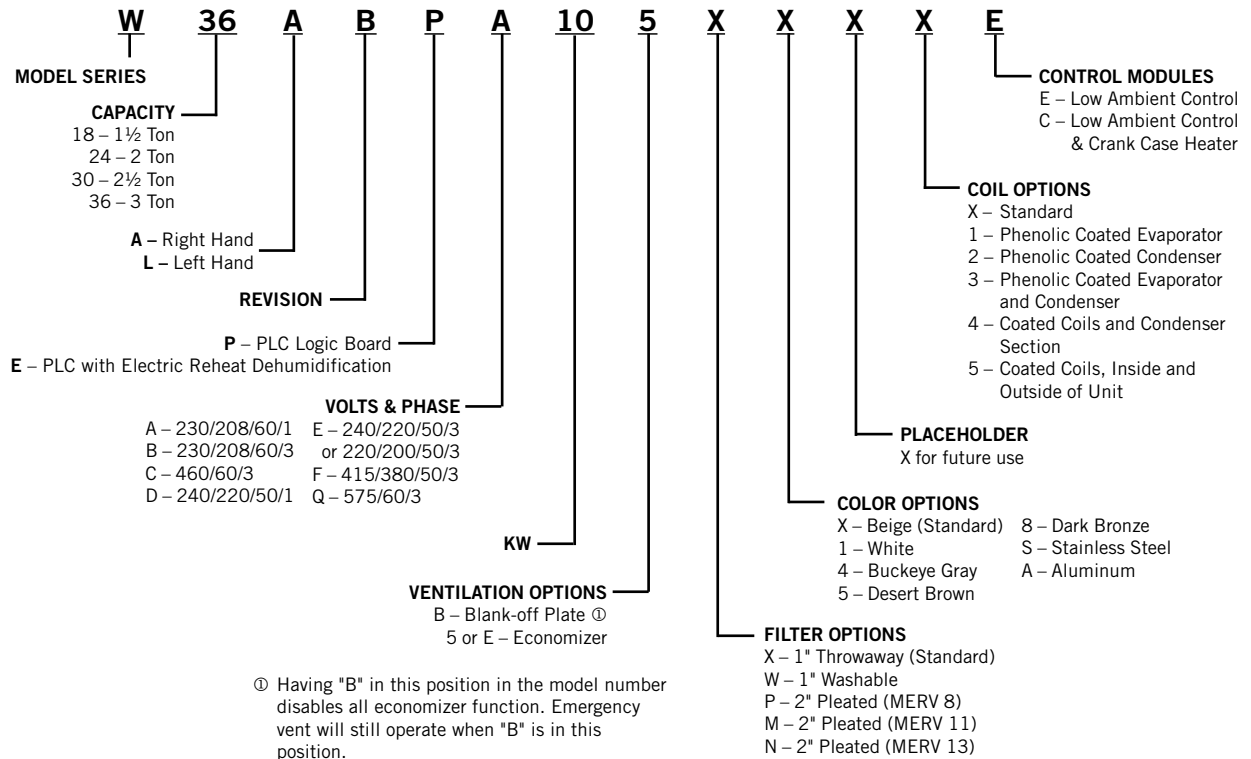 W 36 A B P A 10 5 X X X X E
MODEL SERIES
CAPACITY
18 – 1½ Ton
24 – 2 Ton
30 – 2½ Ton
36 – 3 Ton
A – Right Hand
L – Left Hand
REVISION
P – PLC Logic Board
E – PLC with Electric Reheat Dehumidification
VOLTS & PHASE
A – 230/208/60/1 E – 240/220/50/3
B – 230/208/60/3 or 220/200/50/3
C – 460/60/3 F – 415/380/50/3
D – 240/220/50/1 Q – 575/60/3
KW
VENTILATION OPTIONS
B – Blank-off Plate ①
5 or E – Economizer
① Having "B" in this position in the model number
disables all economizer function. Emergency
vent will still operate when "B" is in this
position.
FILTER OPTIONS
X – 1" Throwaway (Standard)
W – 1" Washable
P – 2" Pleated (MERV 8)
M – 2" Pleated (MERV 11)
N – 2" Pleated (MERV 13)
COLOR OPTIONS
X – Beige (Standard) 8 – Dark Bronze
1 – White S – Stainless Steel
4 – Buckeye Gray A – Aluminum
5 – Desert Brown
PLACEHOLDER
X for future use
COIL OPTIONS
X – Standard
1 – Phenolic Coated Evaporator
2 – Phenolic Coated Condenser
3 – Phenolic Coated Evaporator
and Condenser
4 – Coated Coils and Condenser
Section
5 – Coated Coils, Inside and
Outside of Unit
CONTROL MODULES
E – Low Ambient Control
C – Low Ambient Control
& Crank Case Heater